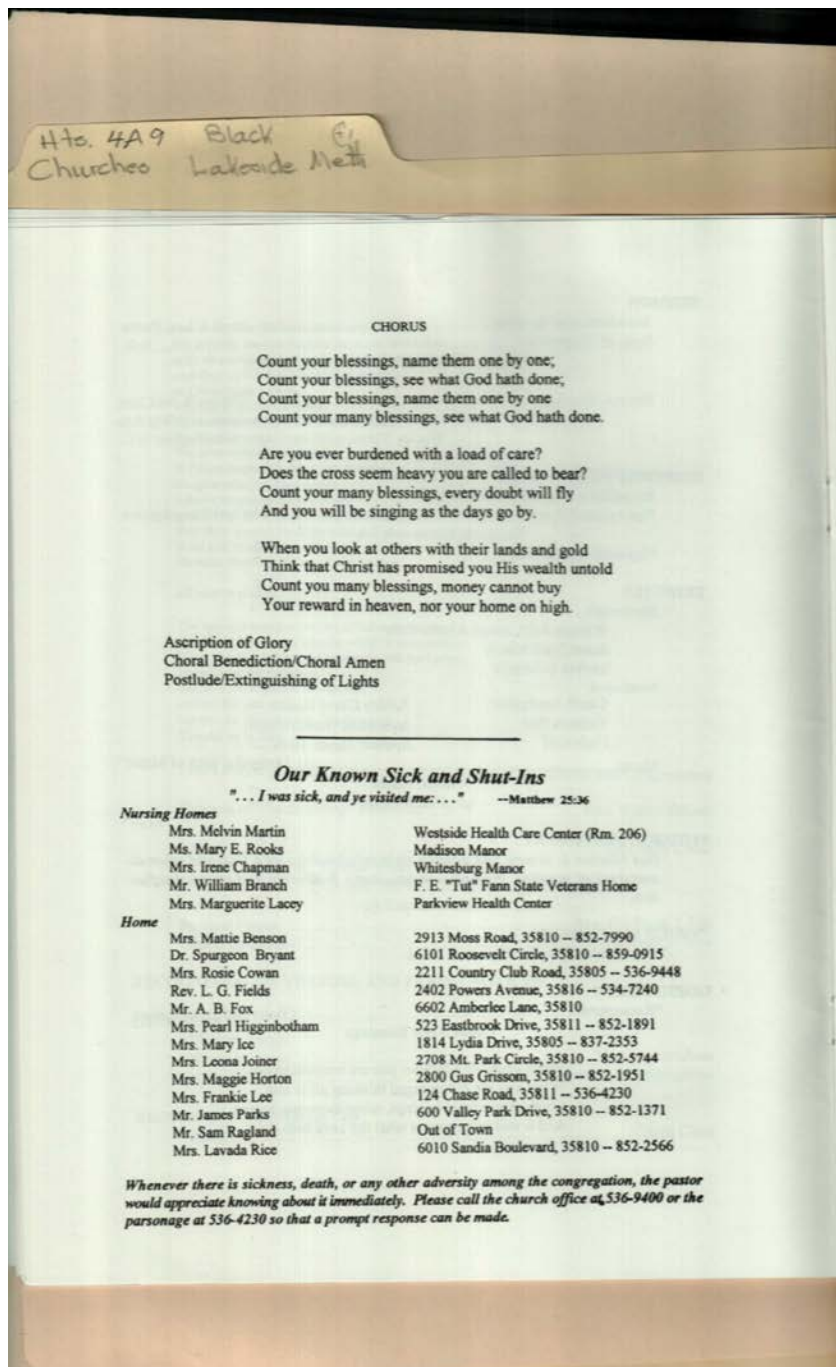 Hts. 4A9 Black
Churches Lakeside Meth
CHORUS
Count your blessings, name them one by one;
Count your blessings, see what God hath done;
Count your blessings, name them one by one
Count your many blessings, see what God hath done.
Are you ever burdened with a load of care?
Does the cross seem heavy you are called to bear?
Count your many blessings, every doubt will fly
And you will be singing as the days go by.
When you look at others with their lands and gold
Think that Christ has promised you His wealth untold
Count you many blessings, money cannot buy
Your reward in heaven, nor your home on high.
Ascription of Glory
Choral Benediction/Choral Amen
Postlude/Extinguishing of Lights
Our Known Sick and Shut-Ins
". . . I was sick, and ye visited me: . . ." --Matthew 25:36
Nursing Homes
Mrs. Melvin Martin Westside Health Care Center (Rm. 206)
Ms. Mary E. Rooks Madison Manor
Mrs. Irene Chapman Whitesburg Manor
Mr. William Branch F. E. "Tut" Fann State Veterans Home
Mrs. Marguerite Lacey Parkview Health Center
Home
Mrs. Mattie Benson 2913 Moss Road, 35810 -- 852-7990
Dr. Spurgeon Bryant 6101 Roosevelt Circle, 35810 -- 859-0915
Mrs. Rosie Cowan 2211 Country Club Road, 35805 -- 536-9448
Rev. L. G. Fields 2402 Powers Avenue, 35816 -- 534-7240
Mr. A. B. Fox 6602 Amberlee Lane, 35810
Mrs. Pearl Higginbotham 523 Eastbrook Drive, 35811 -- 852-1891
Mrs. Mary Ice 1814 Lydia Drive, 35805 -- 837-2353
Mrs. Leona Joiner 2708 Mt. Park Circle, 35810 -- 852-5744
Mrs. Maggie Horton 2800 Gus Grissom, 35810 -- 852-1951
Mrs. Frankie Lee 124 Chase Road, 35811 -- 536-4230
Mr. James Parks 600 Valley Park Drive, 35810 -- 852-1371
Mr. Sam Ragland Out of Town
Mrs. Lavada Rice 6010 Sandia Boulevard, 35810 -- 852-2566
Whenever there is sickness, death, or any other adversity among the congregation, the pastor
would appreciate knowing about it immediately. Please call the church office at 536-9400 or the
parsonage at 536-4230 so that a prompt response can be made.